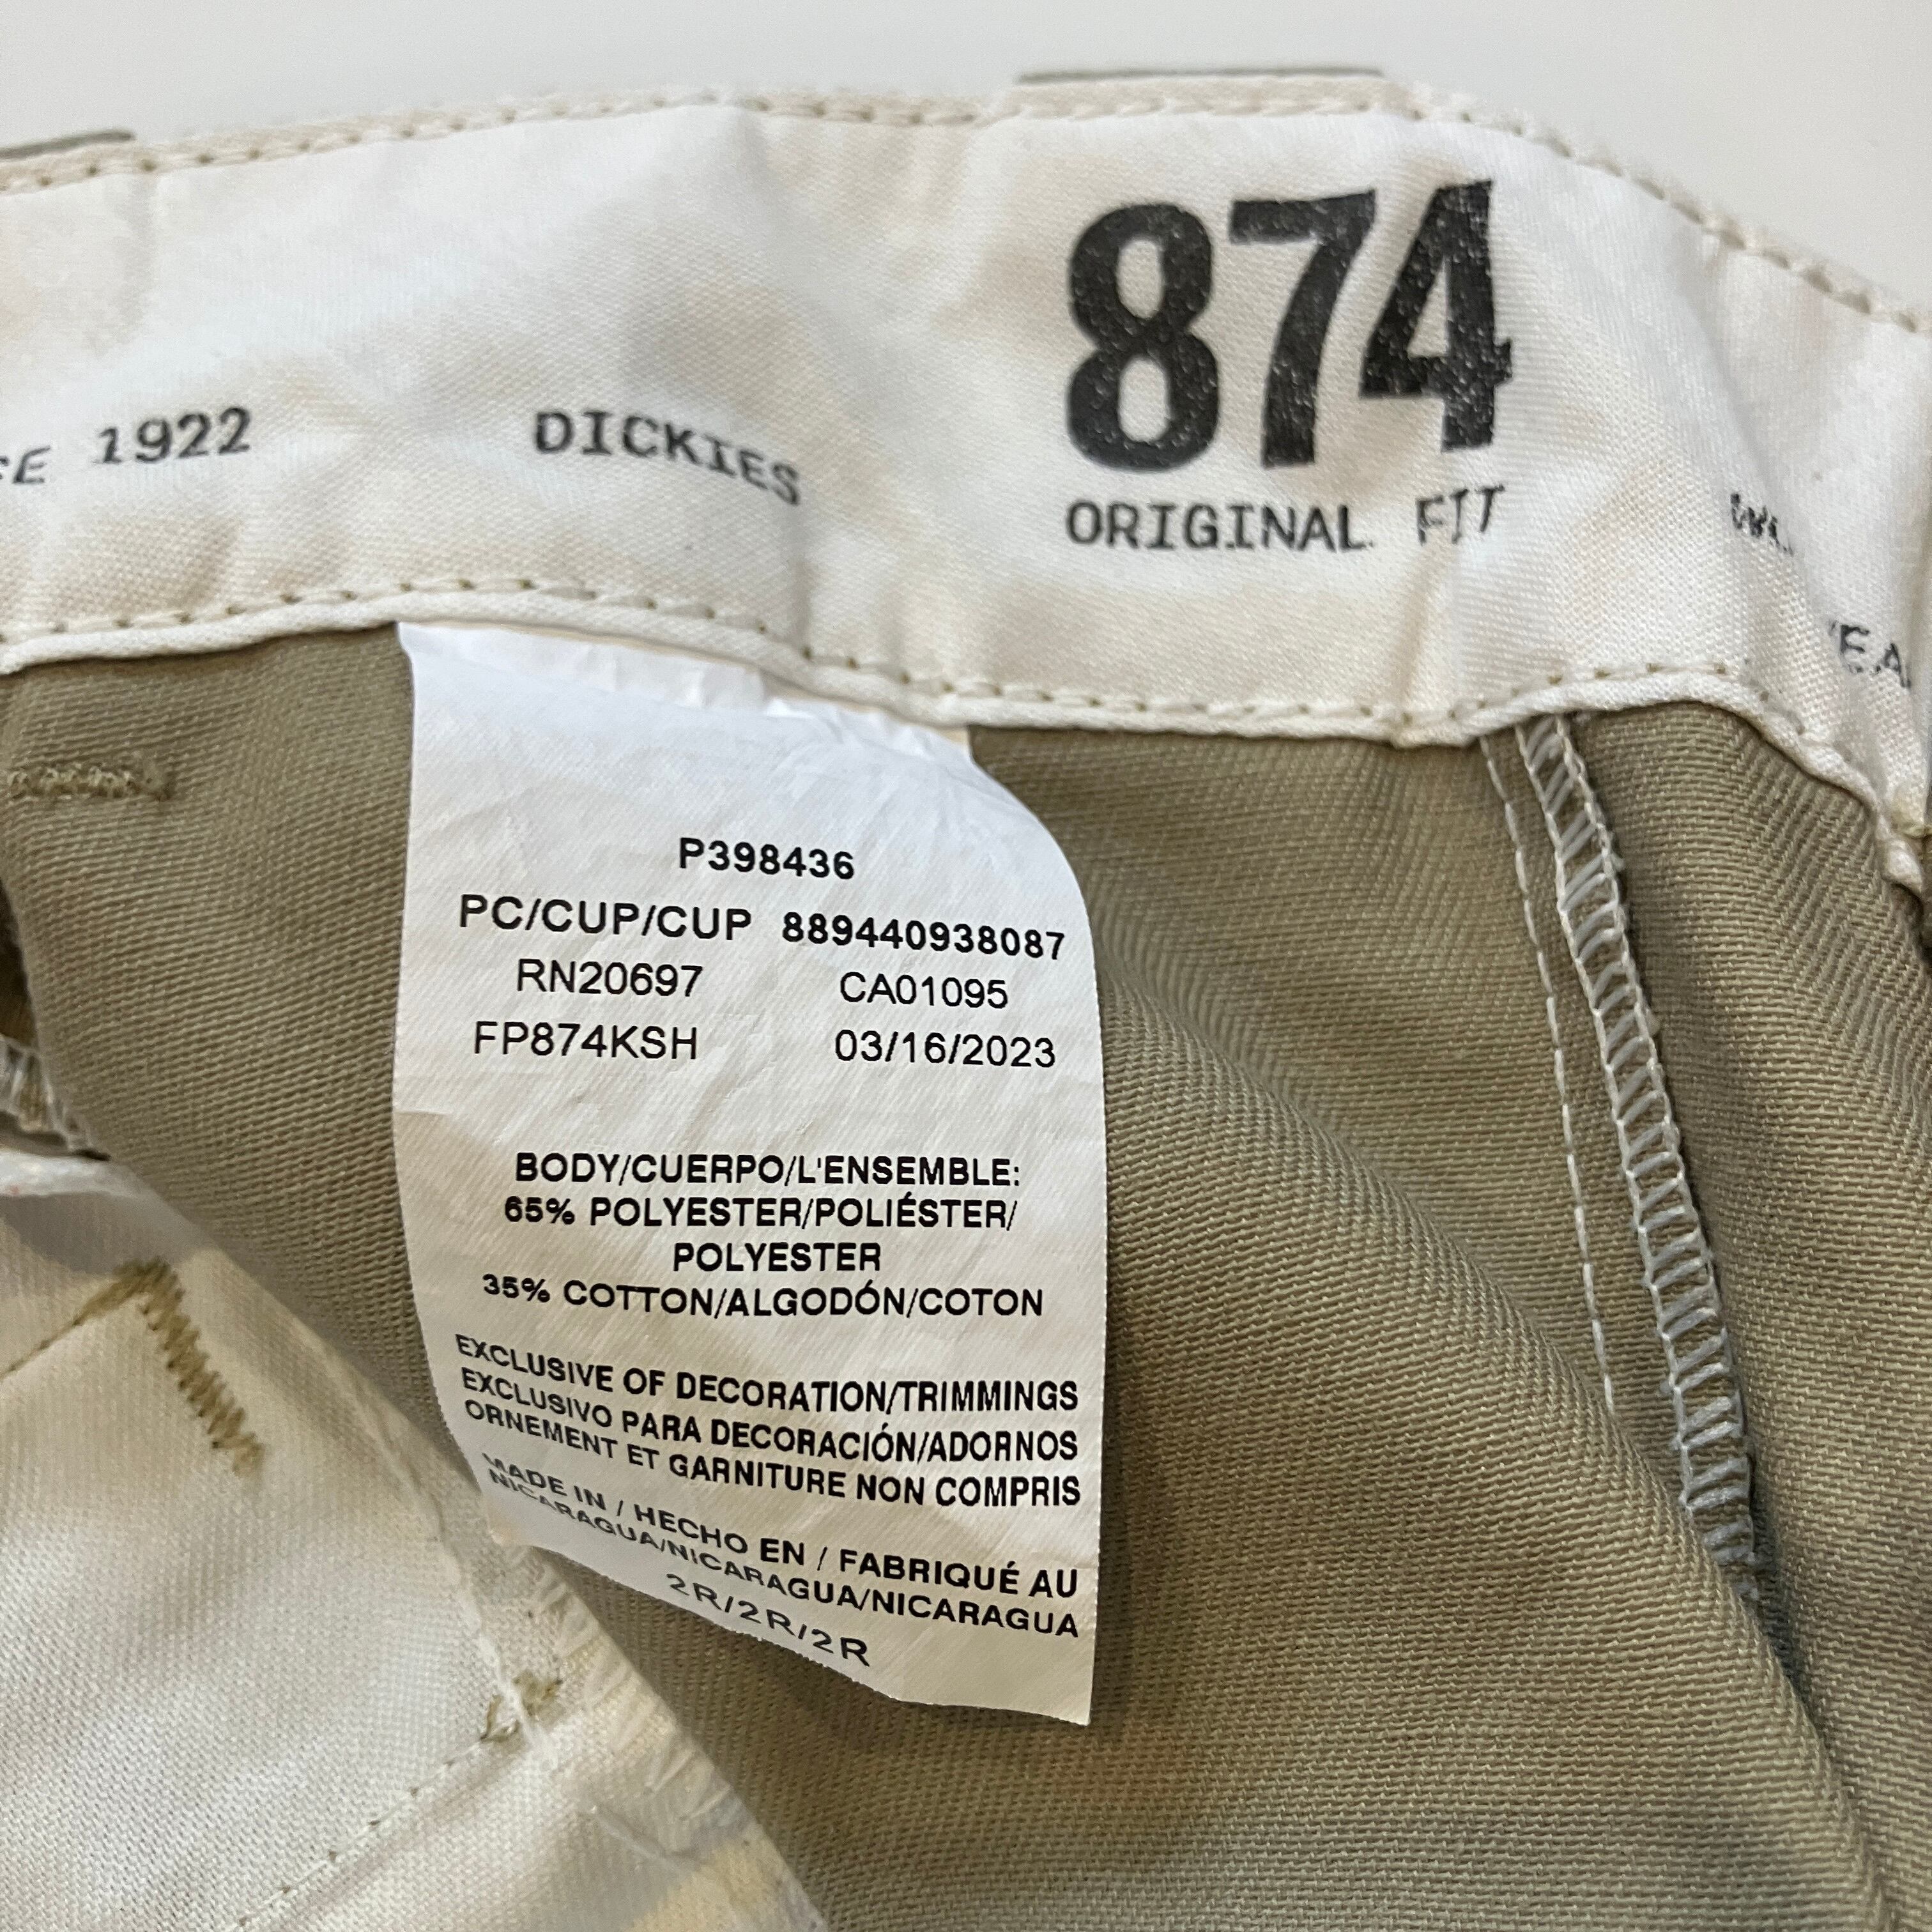 1922
DICKIES
874
ORIGINAL FIT
P398436
PC/CUP/CUP 889440938087
RN20697 CA01095
FP874KSH 03/16/2023
BODY/CUERPO/L'ENSEMBLE:
65% POLYESTER/POLIÉSTER/
POLYESTER
35% COTTON/ALGODÓN/COTON
EXCLUSIVE OF DECORATION/TRIMMINGS
EXCLUSIVO PARA DECORACIÓN/ADORNOS
ORNEMENT ET GARNITURE NON COMPRIS
MADE IN / HECHO EN / FABRIQUÉ AU
NICARAGUA/NICARAGUA/NICARAGUA
2R/2R/2R